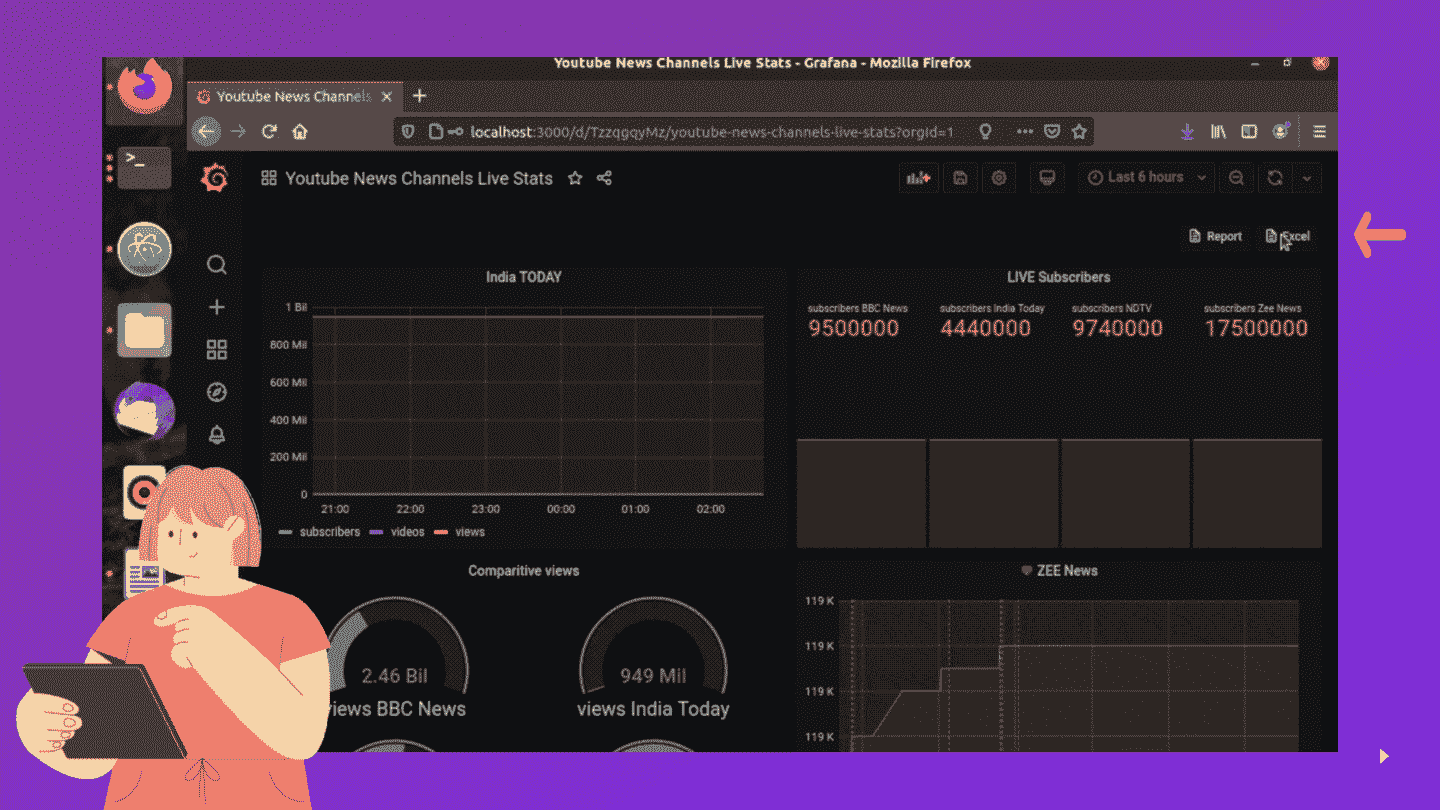 Youtube News Channels Live Stats - Grafana - Mozilla Firefox
Youtube News Channels
localhost:3000/d/TzzqgqyMz/youtube-news-channels-live-stats?orgId=1
Youtube News Channels Live Stats
Last 6 hours
Report
Excel
India TODAY
1 Bil
800 Mil
600 Mil
400 Mil
200 Mil
0
21:00 22:00 23:00 00:00 01:00 02:00
subscribers videos views
LIVE Subscribers
subscribers BBC News subscribers India Today subscribers NDTV subscribers Zee News
9500000 4440000 9740000 17500000
Comparitive views
2.46 Bil 949 Mil
views BBC News views India Today
ZEE News
119 K
119 K
119 K
119 K